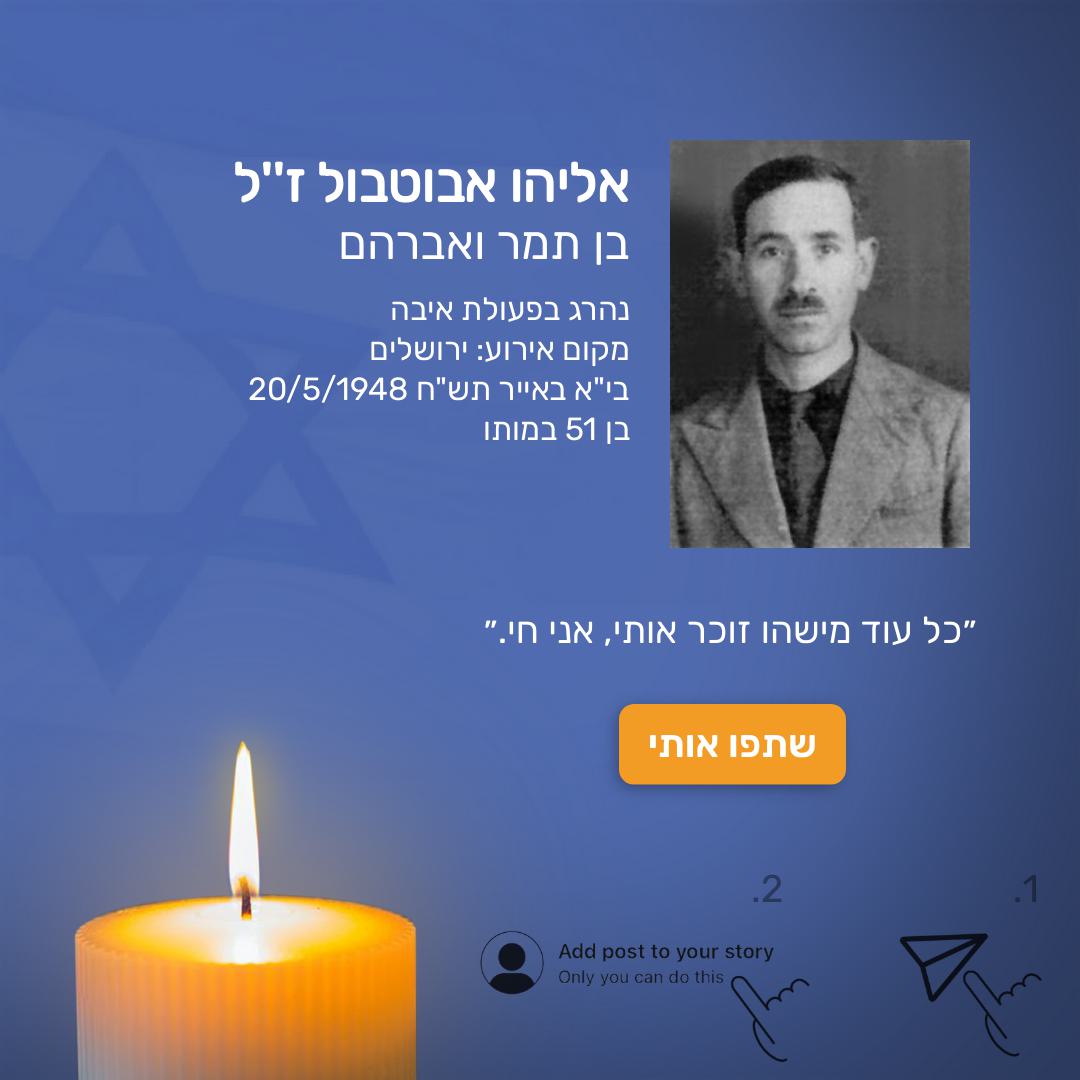 אליהו אבוטבול ז''ל
בן תמר ואברהם
נהרג בפעולת איבה
מקום אירוע: ירושלים
בי"א באייר תש"ח 20/5/1948
בן 51 במותו
״כל עוד מישהו זוכר אותי, אני חי.״
שתפו אותי
1.
2.
Add post to your story
Only you can do this